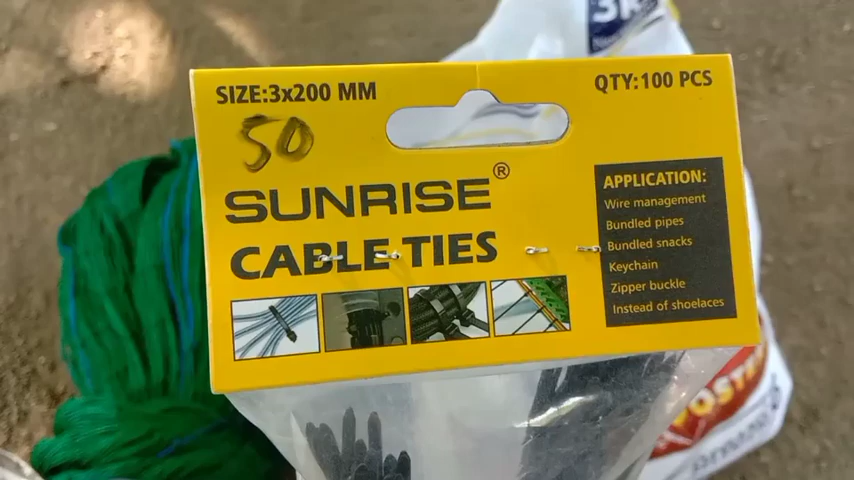 SIZE:3x200 MM
QTY:100 PCS
50
SUNRISE®
CABLE TIES
APPLICATION:
Wire management
Bundled pipes
Bundled snacks
Keychain
Zipper buckle
Instead of shoelaces